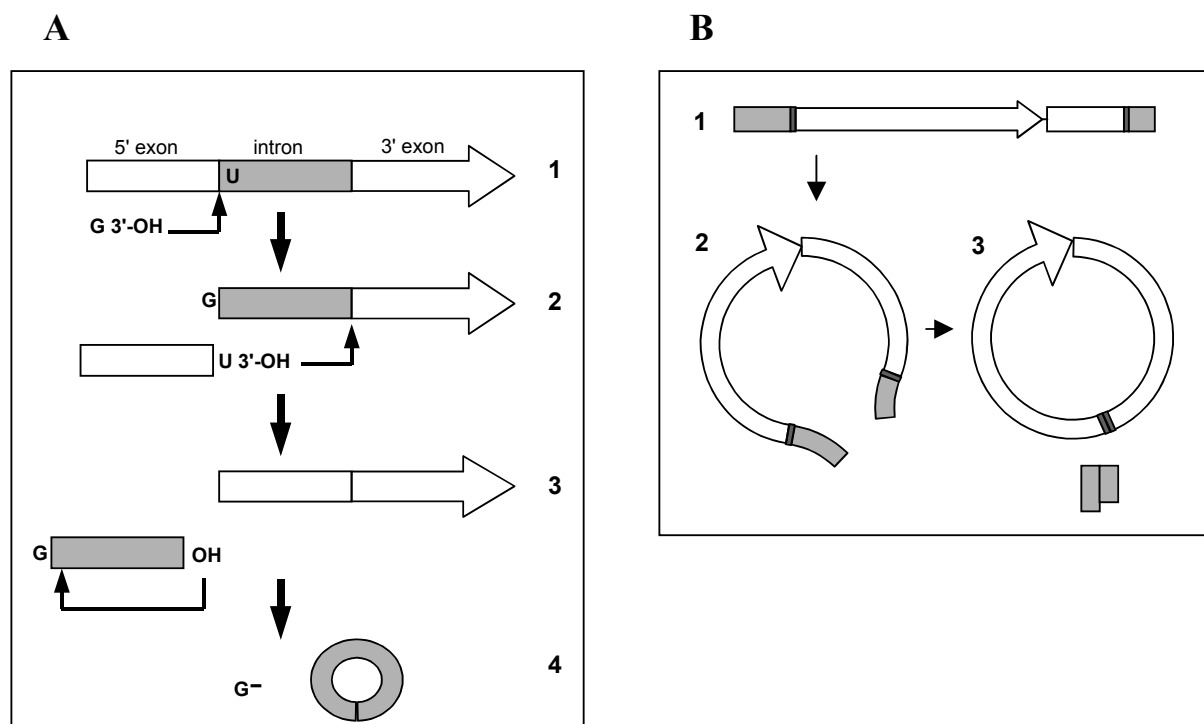 A
5' exon intron 3' exon
U
1
G 3'-OH
G
2
U 3'-OH
3
G OH
4
G–
B
1
2
3